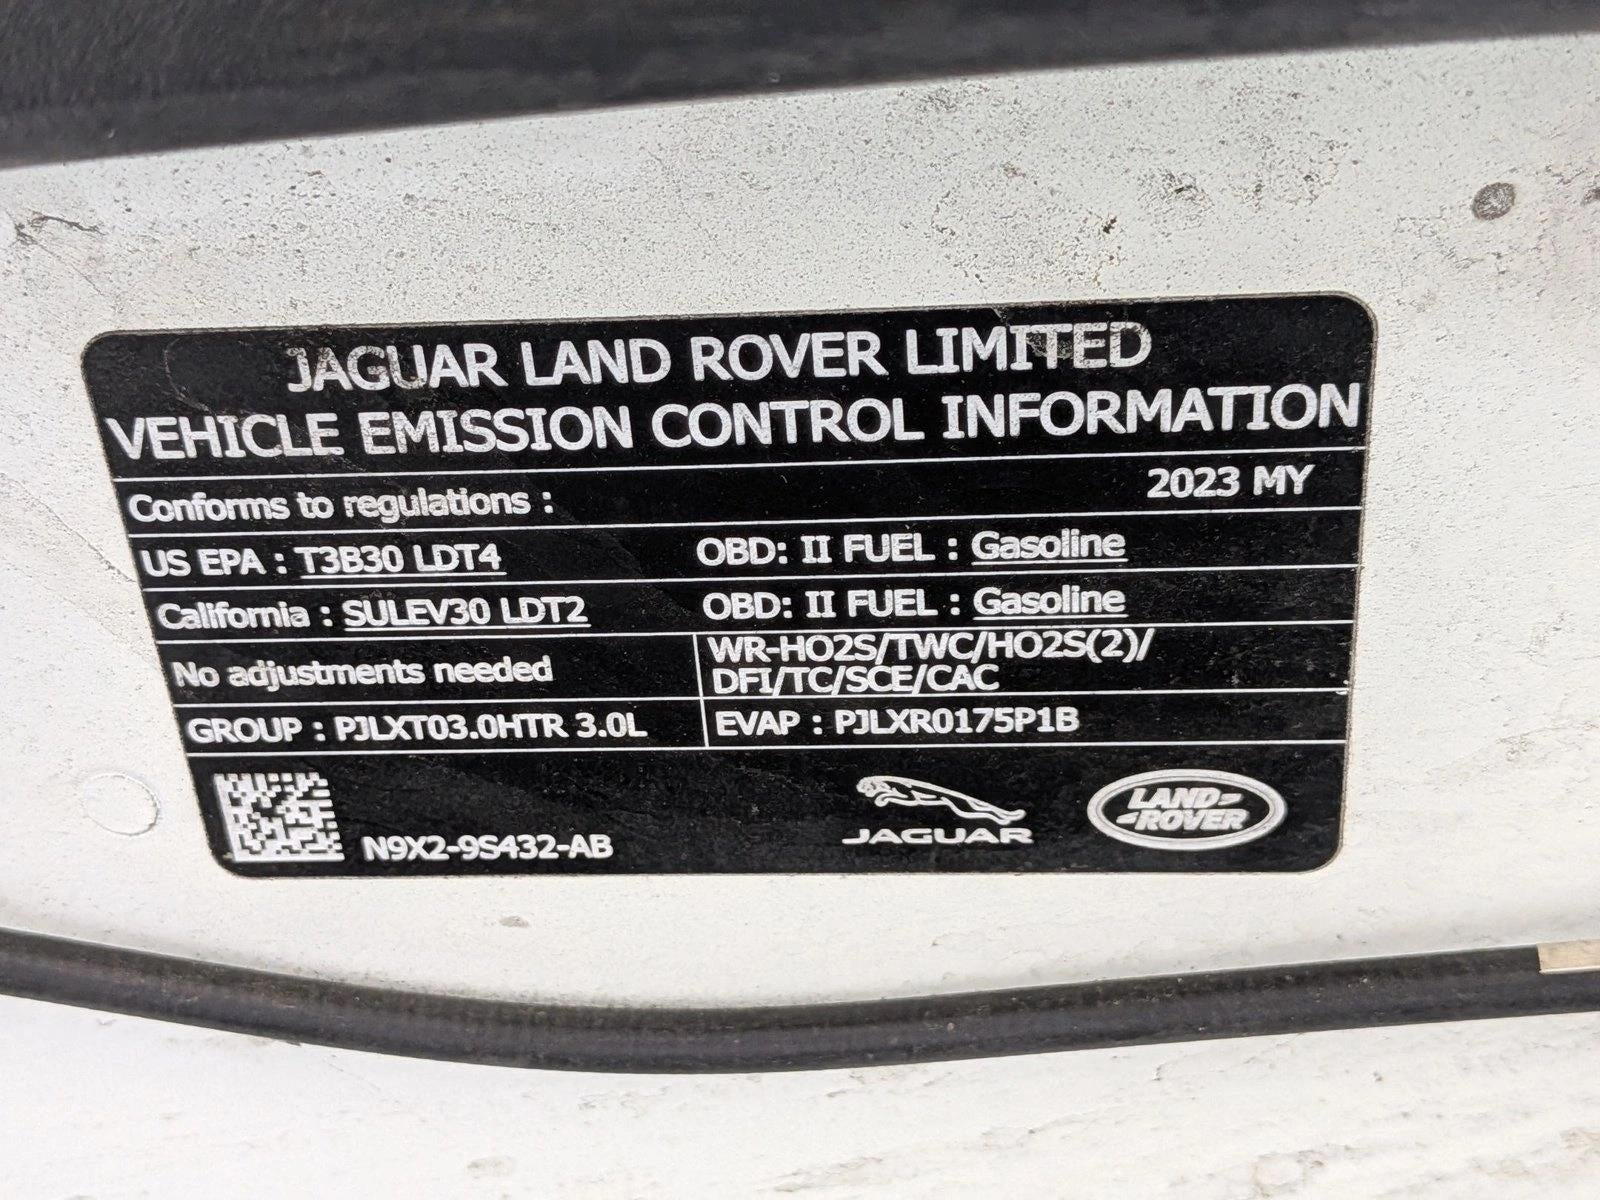 JAGUAR LAND ROVER LIMITED
VEHICLE EMISSION CONTROL INFORMATION
Conforms to regulations : 2023 MY
US EPA : T3B30 LDT4 OBD: II FUEL : Gasoline
California : SULEV30 LDT2 OBD: II FUEL : Gasoline
No adjustments needed
WR-HO2S/TWC/HO2S(2)/
DFI/TC/SCE/CAC
GROUP : PJLXT03.0HTR 3.0L EVAP : PJLXR0175P1B
N9X2-9S432-AB
JAGUAR
LAND
ROVER